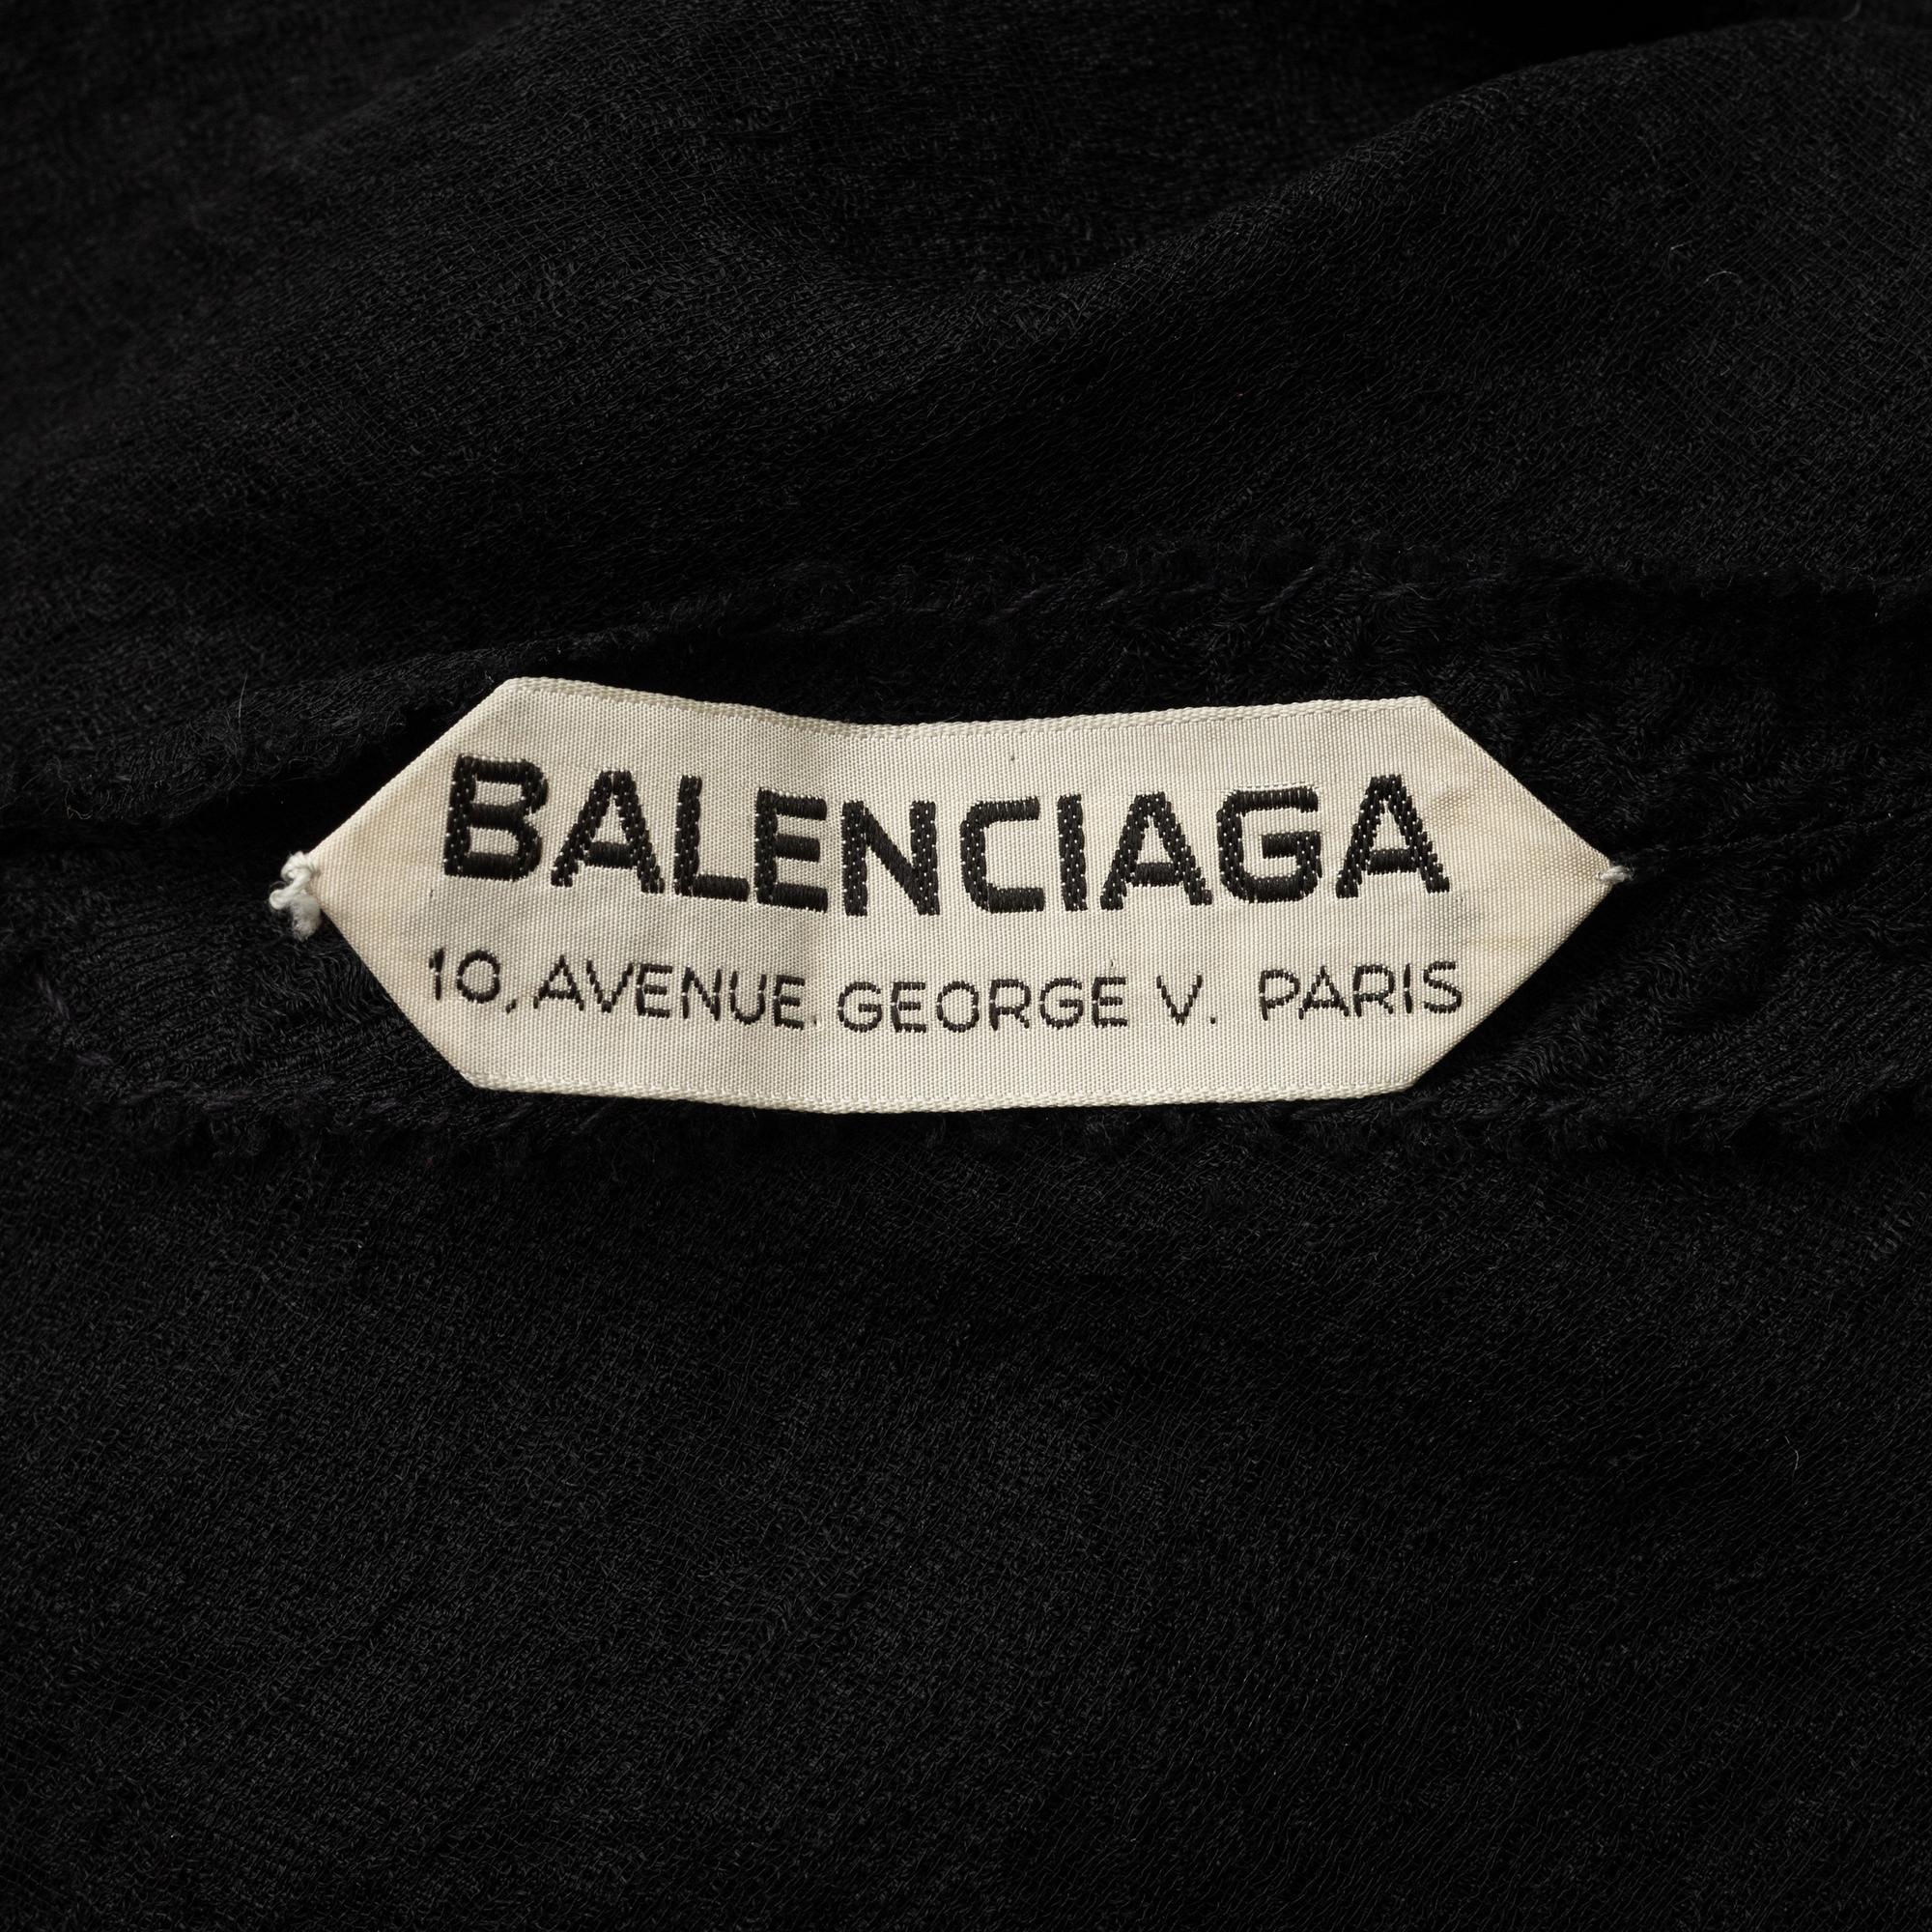 BALENCIAGA
10, AVENUE GEORGE V. PARIS